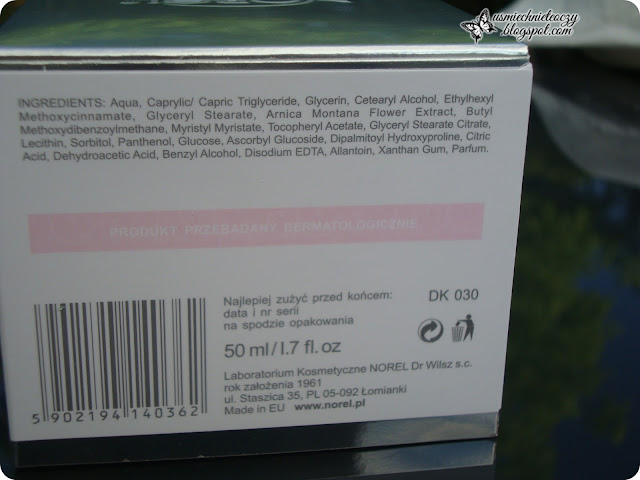 usmiechnieteoczy
blogspot.com
INGREDIENTS: Aqua, Caprylic/ Capric Triglyceride, Glycerin, Cetearyl Alcohol, Ethylhexyl
Methoxycinnamate, Glyceryl Stearate, Arnica Montana Flower Extract, Butyl
Methoxydibenzoylmethane, Myristyl Myristate, Tocopheryl Acetate, Glyceryl Stearate Citrate,
Lecithin, Sorbitol, Panthenol, Glucose, Ascorbyl Glucoside, Dipalmitoyl Hydroxyproline, Citric
Acid, Dehydroacetic Acid, Benzyl Alcohol, Disodium EDTA, Allantoin, Xanthan Gum, Parfum.
PRODUKT PRZEBADANY DERMATOLOGICZNIE
Najlepiej zużyć przed końcem:
data i nr serii
na spodzie opakowania
DK 030
50 ml/1.7 fl. oz
Laboratorium Kosmetyczne NOREL Dr Wilsz s.c.
rok założenia 1961
ul. Staszica 35, PL 05-092 Łomianki
Made in EU www.norel.pl
5 902194 140362